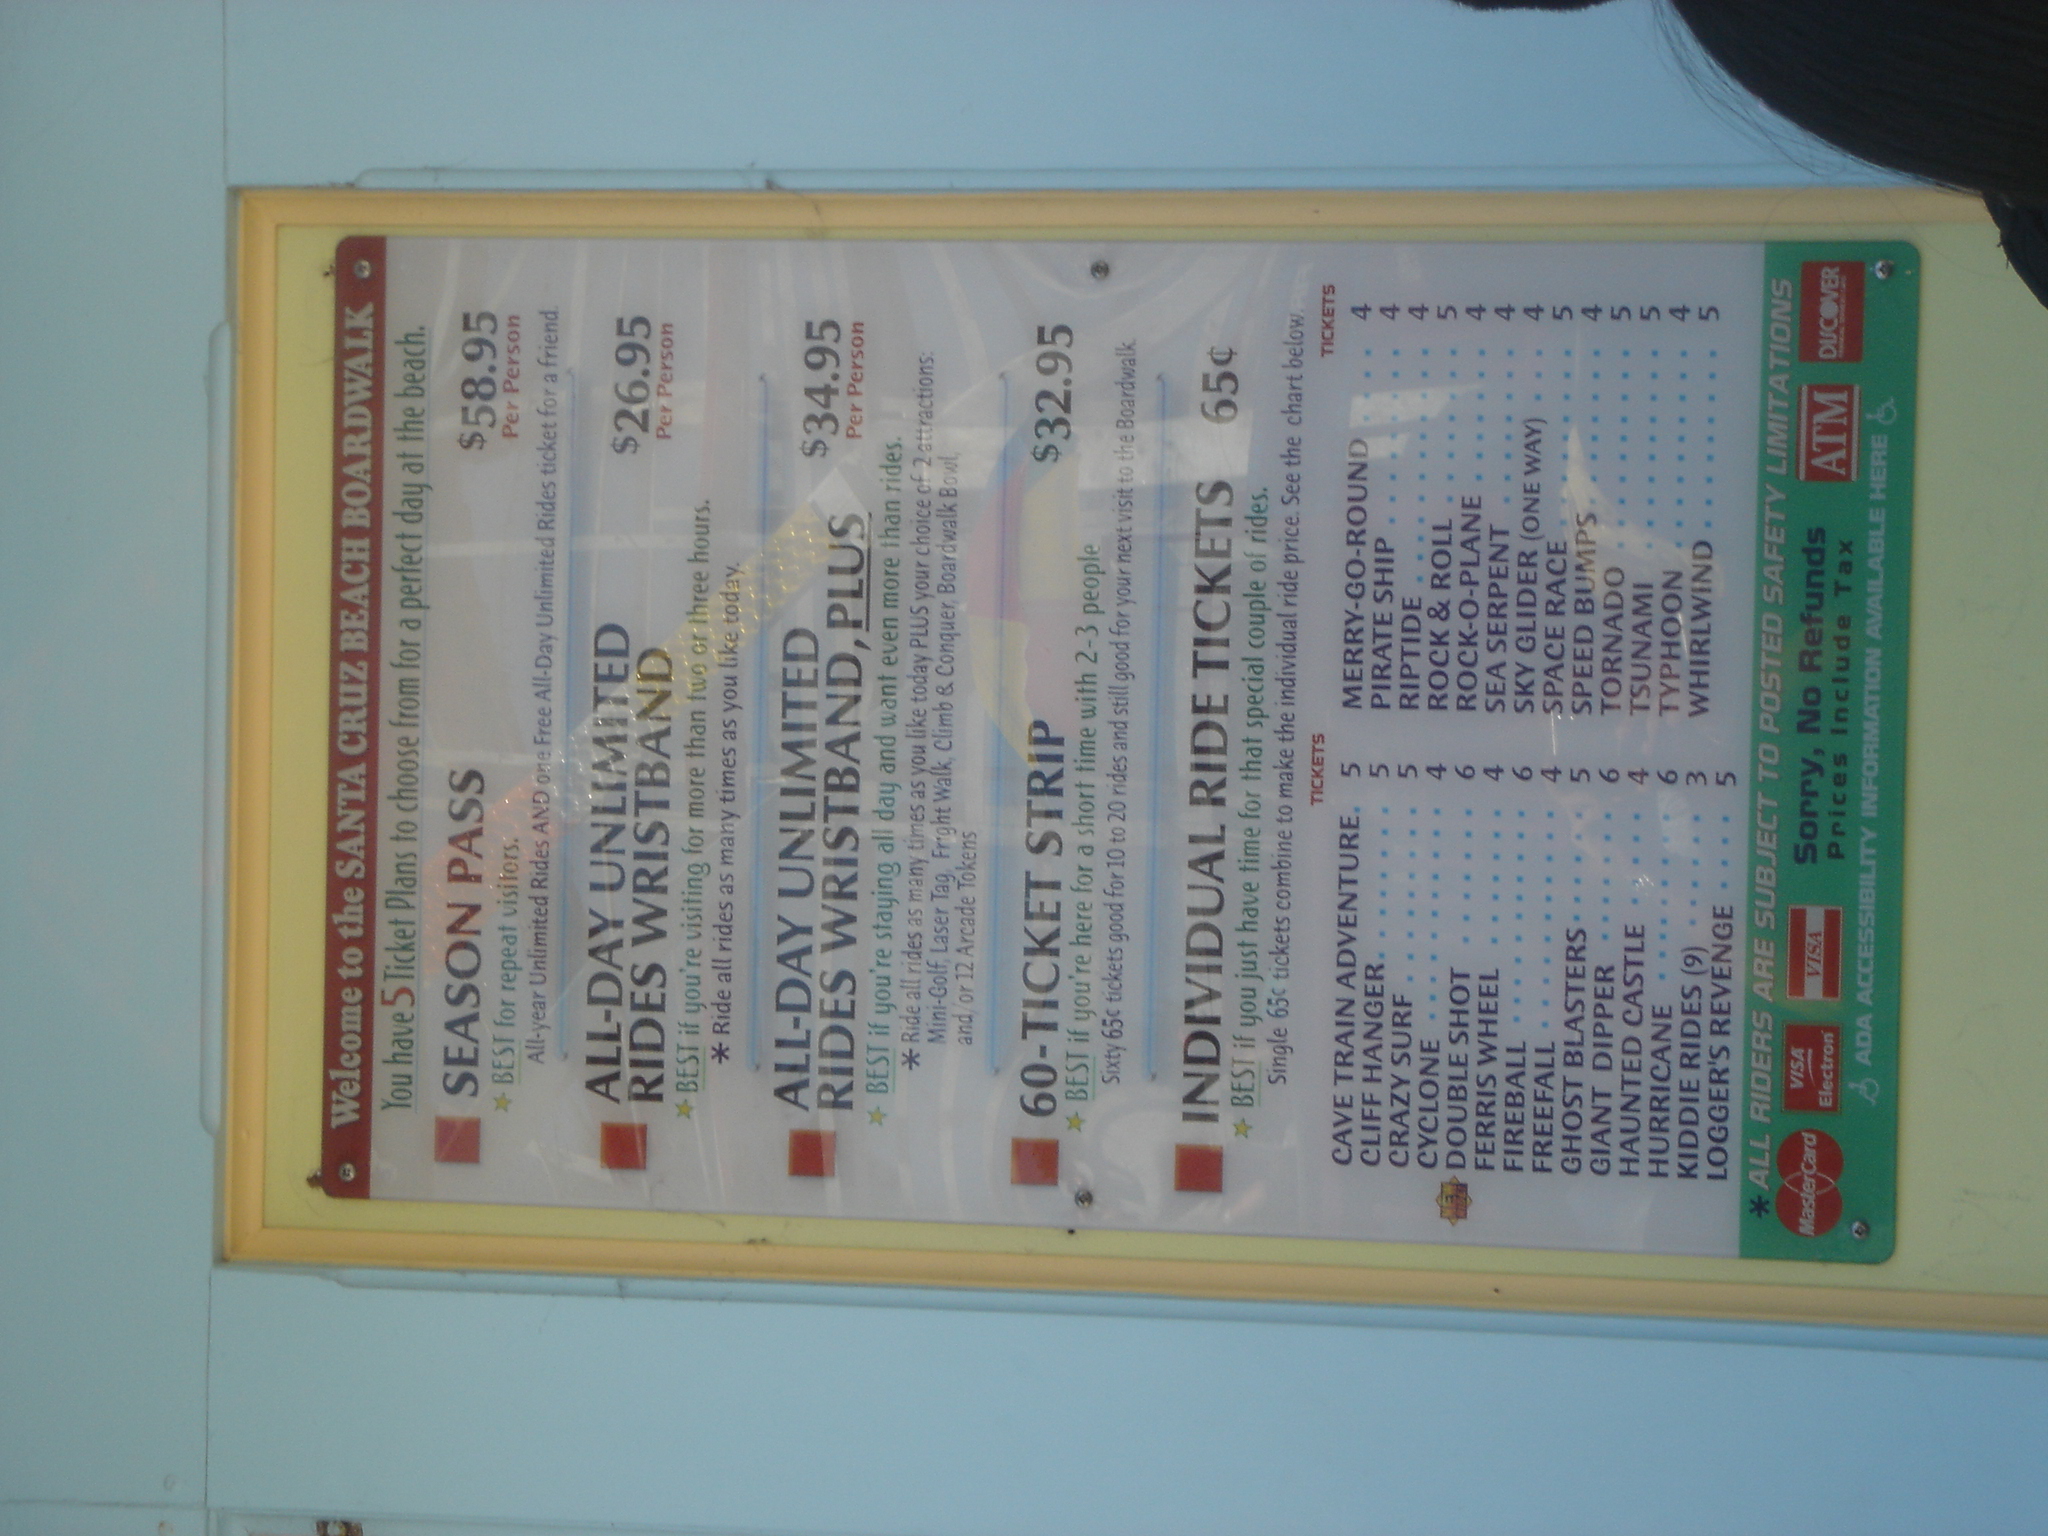 Welcome to the SANTA CRUZ BEACH BOARDWALK
You have 5 Ticket Plans to choose from for a perfect day at the beach.
SEASON PASS $58.95
BEST for repeat visitors. Per Person
All-year Unlimited Rides AND one Free All-Day Unlimited Rides ticket for a friend.
ALL-DAY UNLIMITED
RIDES WRISTBAND $26.95
Per Person
BEST if you're visiting for more than two or three hours.
* Ride all rides as many times as you like today.
ALL-DAY UNLIMITED
RIDES WRISTBAND, PLUS $34.95
Per Person
BEST if you're staying all day and want even more than rides.
* Ride all rides as many times as you like today PLUS your choice of 2 attractions:
Mini-Golf, Laser Tag, Fright Walk, Climb & Conquer, Boardwalk Bowl,
and/or 12 Arcade Tokens
60-TICKET STRIP $32.95
BEST if you're here for a short time with 2-3 people
Sixty 65¢ tickets good for 10 to 20 rides and still good for your next visit to the Boardwalk.
INDIVIDUAL RIDE TICKETS 65¢
BEST if you just have time for that special couple of rides.
Single 65¢ tickets combine to make the individual ride price. See the chart below.
TICKETS
CAVE TRAIN ADVENTURE. 5
CLIFF HANGER. . . . . . . . . 5
CRAZY SURF . . . . . . . . . . 5
CYCLONE . . . . . . . . . . . . 4
NEW DOUBLE SHOT . . . . . . . . 6
FERRIS WHEEL . . . . . . . . 4
FIREBALL . . . . . . . . . . . . 6
FREEFALL . . . . . . . . . . . . 4
GHOST BLASTERS. . . . . . 5
GIANT DIPPER . . . . . . . . 6
HAUNTED CASTLE . . . . . 4
HURRICANE . . . . . . . . . . 6
KIDDIE RIDES (9) . . . . . . 3
LOGGER'S REVENGE . . . . 5
TICKETS
MERRY-GO-ROUND . . . . 4
PIRATE SHIP . . . . . . . . . . 4
RIPTIDE . . . . . . . . . . . . . 4
ROCK & ROLL . . . . . . . . . 5
ROCK-O-PLANE . . . . . . . 4
SEA SERPENT . . . . . . . . . 4
SKY GLIDER (ONE WAY) . . . 4
SPACE RACE. . . . . . . . . . 5
SPEED BUMPS. . . . . . . . . 4
TORNADO . . . . . . . . . . . 5
TSUNAMI . . . . . . . . . . . . 5
TYPHOON . . . . . . . . . . . 4
WHIRLWIND . . . . . . . . . . 5
* ALL RIDERS ARE SUBJECT TO POSTED SAFETY LIMITATIONS
MasterCard VISA Electron VISA Sorry, No Refunds ATM DISCOVER
Prices Include Tax
ADA ACCESSIBILITY INFORMATION AVAILABLE HERE